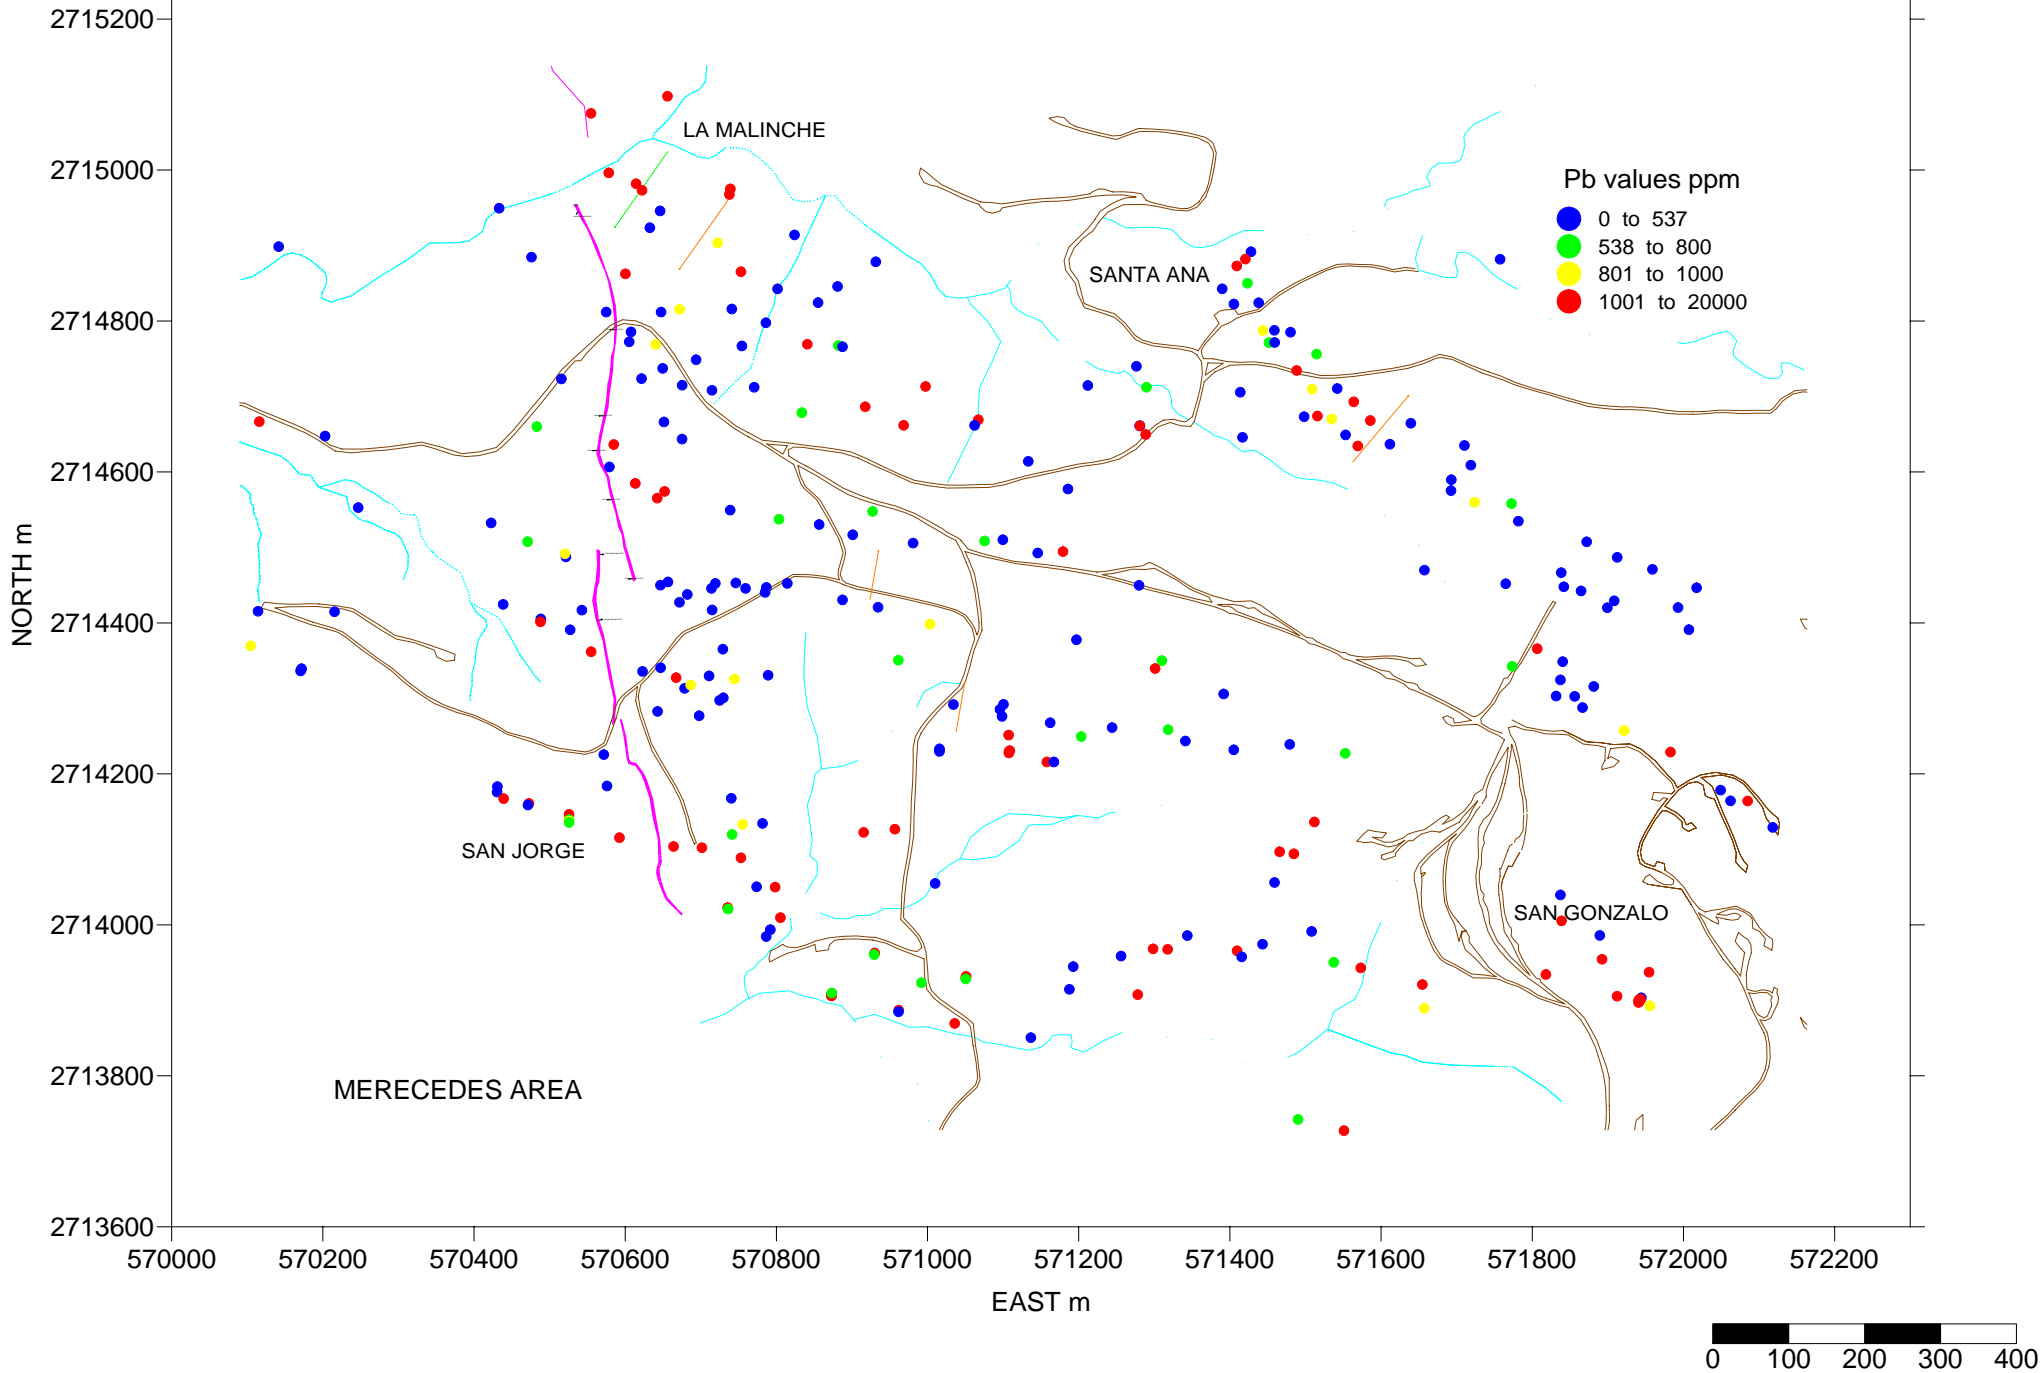 2715200
LA MALINCHE
2715000
Pb values ppm
0 to 537
538 to 800
801 to 1000
1001 to 20000
SANTA ANA
2714800
2714600
NORTH m
2714400
2714200
SAN JORGE
2714000
SAN GONZALO
2713800
MERECEDES AREA
2713600
570000 570200 570400 570600 570800 571000 571200 571400 571600 571800 572000 572200
EAST m
0 100 200 300 400